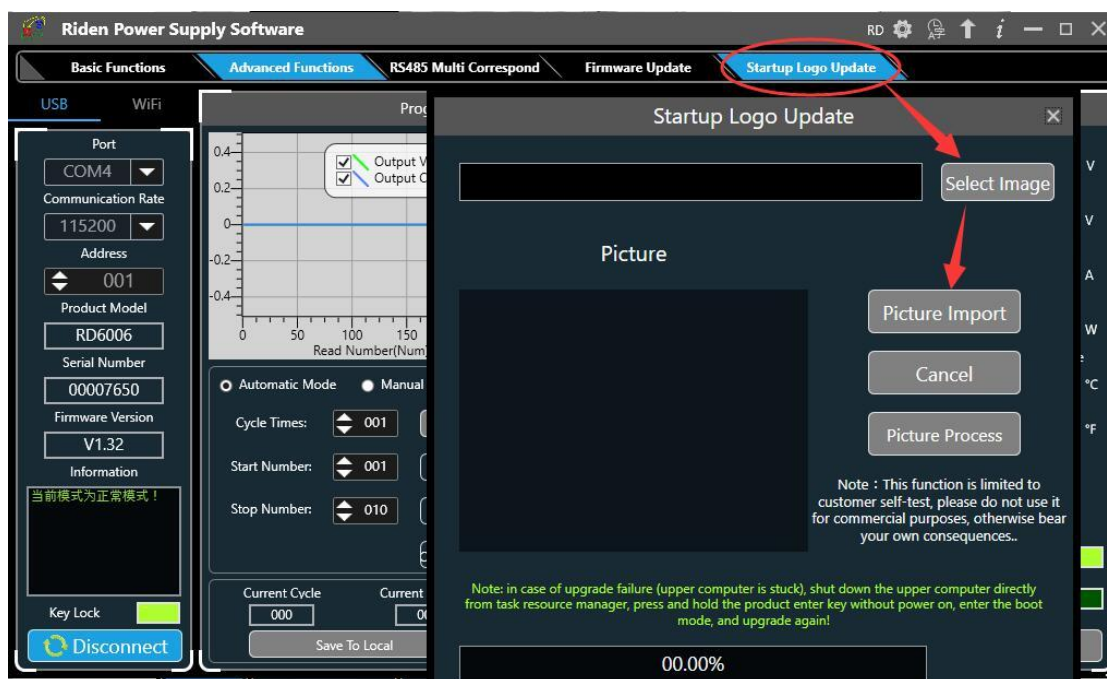 Riden Power Supply Software
RD
Basic Functions
Advanced Functions
RS485 Multi Correspond
Firmware Update
Startup Logo Update
USB
WiFi
Port
COM4
Communication Rate
115200
Address
001
Product Model
RD6006
Serial Number
00007650
Firmware Version
V1.32
Information
当前模式为正常模式！
Key Lock
Disconnect
0.4
0.2
0
-0.2
-0.4
Output V
Output C
0 50 100 150
Read Number(Num)
Automatic Mode
Manual
Cycle Times:
001
Start Number:
001
Stop Number:
010
Current Cycle
Current
000
Save To Local
Startup Logo Update
Select Image
Picture
Picture Import
Cancel
Picture Process
Note：This function is limited to
customer self-test, please do not use it
for commercial purposes, otherwise bear
your own consequences..
Note: in case of upgrade failure (upper computer is stuck), shut down the upper computer directly
from task resource manager, press and hold the product enter key without power on, enter the boot
mode, and upgrade again!
00.00%
V
V
A
W
°C
°F